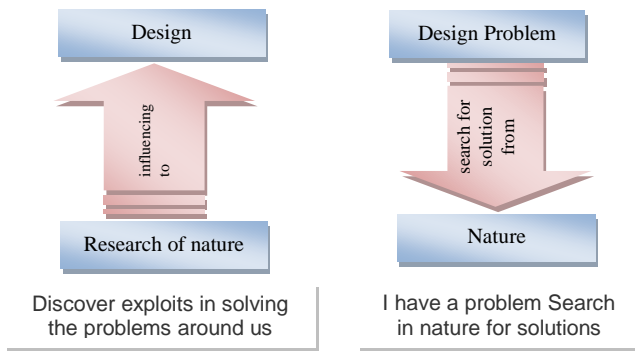 Design
influencing
to
Research of nature
Discover exploits in solving
the problems around us
Design Problem
search for
solution
from
Nature
I have a problem Search
in nature for solutions